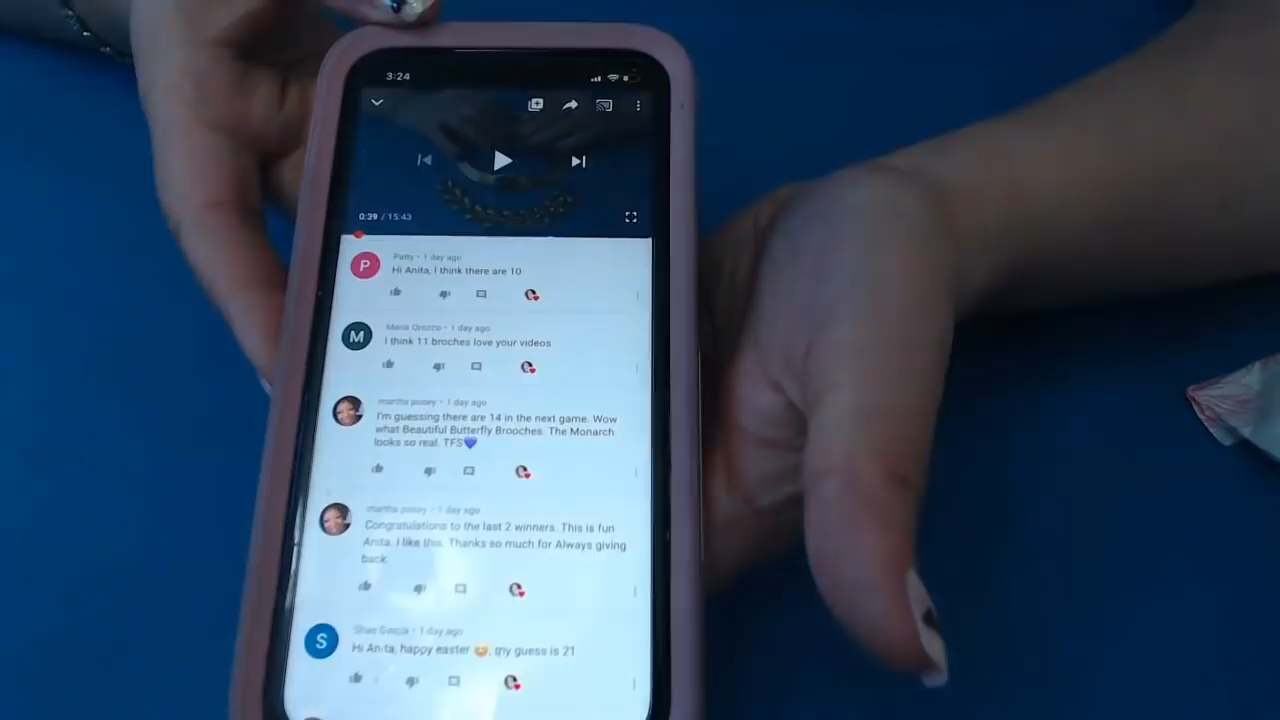 3:24
0:39 / 15:43
P
Patty • 1 day ago
Hi Anita, I think there are 10
M
Maria Orozco • 1 day ago
I think 11 broches love your videos
martha posey • 1 day ago
I'm guessing there are 14 in the next game. Wow
what Beautiful Butterfly Brooches. The Monarch
looks so real. TFS💙
martha posey • 1 day ago
Congratulations to the last 2 winners. This is fun
Anita. I like this. Thanks so much for Always giving
back.
S
Garcia • 1 day ago
Hi Anita, happy easter 😊, my guess is 21